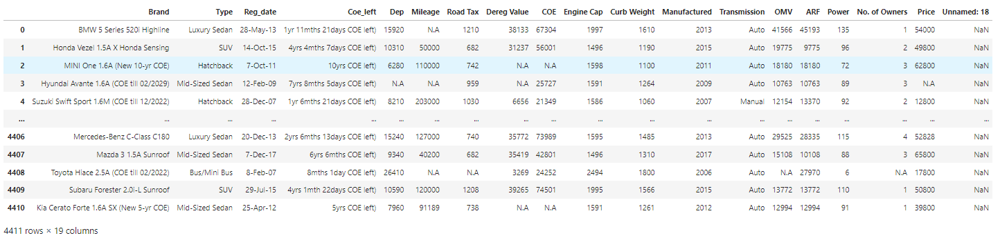 Brand Type Reg_date Coe_left Dep Mileage Road Tax Dereg Value COE Engine Cap Curb Weight Manufactured Transmission OMV ARF Power No. of Owners Price Unnamed: 18
0 BMW 5 Series 520i Highline Luxury Sedan 28-May-13 1yr 11mths 21days COE left) 15920 N.A 1210 38133 67304 1997 1610 2013 Auto 41566 45193 135 1 54000 NaN
1 Honda Vezel 1.5A X Honda Sensing SUV 14-Oct-15 4yrs 4mths 7days COE left) 10310 50000 682 31237 56001 1496 1190 2015 Auto 19775 9775 96 2 49800 NaN
2 MINI One 1.6A (New 10-yr COE) Hatchback 7-Oct-11 10yrs COE left) 6280 110000 742 N.A N.A 1598 1100 2011 Auto 18180 18180 72 3 62800 NaN
3 Hyundai Avante 1.6A (COE till 02/2029) Mid-Sized Sedan 12-Feb-09 7yrs 8mths 5days COE left) N.A N.A 959 N.A 25727 1591 1264 2009 Auto 10763 10763 89 3 N.A NaN
4 Suzuki Swift Sport 1.6M (COE till 12/2022) Hatchback 28-Dec-07 1yr 6mths 21days COE left) 8210 203000 1030 6656 21349 1586 1060 2007 Manual 12154 13370 92 2 12800 NaN
... ... ... ... ... ... ... ... ... ... ... ... ... ... ... ... ... ... ... ...
4406 Mercedes-Benz C-Class C180 Luxury Sedan 20-Dec-13 2yrs 6mths 13days COE left) 15240 127000 740 35772 73989 1595 1485 2013 Auto 29525 28335 115 4 52828 NaN
4407 Mazda 3 1.5A Sunroof Mid-Sized Sedan 7-Dec-17 6yrs 6mths COE left) 9340 40200 682 35419 42801 1496 1310 2017 Auto 15108 10108 88 3 65800 NaN
4408 Toyota Hiace 2.5A (COE till 02/2022) Bus/Mini Bus 8-Feb-07 8mths 1day COE left) 26410 N.A N.A 3269 24252 2494 1800 2006 Auto N.A 27970 6 N.A 17800 NaN
4409 Subaru Forester 2.0i-L Sunroof SUV 29-Jul-15 4yrs 1mth 22days COE left) 10590 120000 1208 39265 74501 1995 1566 2015 Auto 13772 13772 110 1 50800 NaN
4410 Kia Cerato Forte 1.6A SX (New 5-yr COE) Mid-Sized Sedan 25-Apr-12 5yrs COE left) 7960 91189 738 N.A N.A 1591 1261 2012 Auto 12994 12994 91 1 39800 NaN
4411 rows × 19 columns